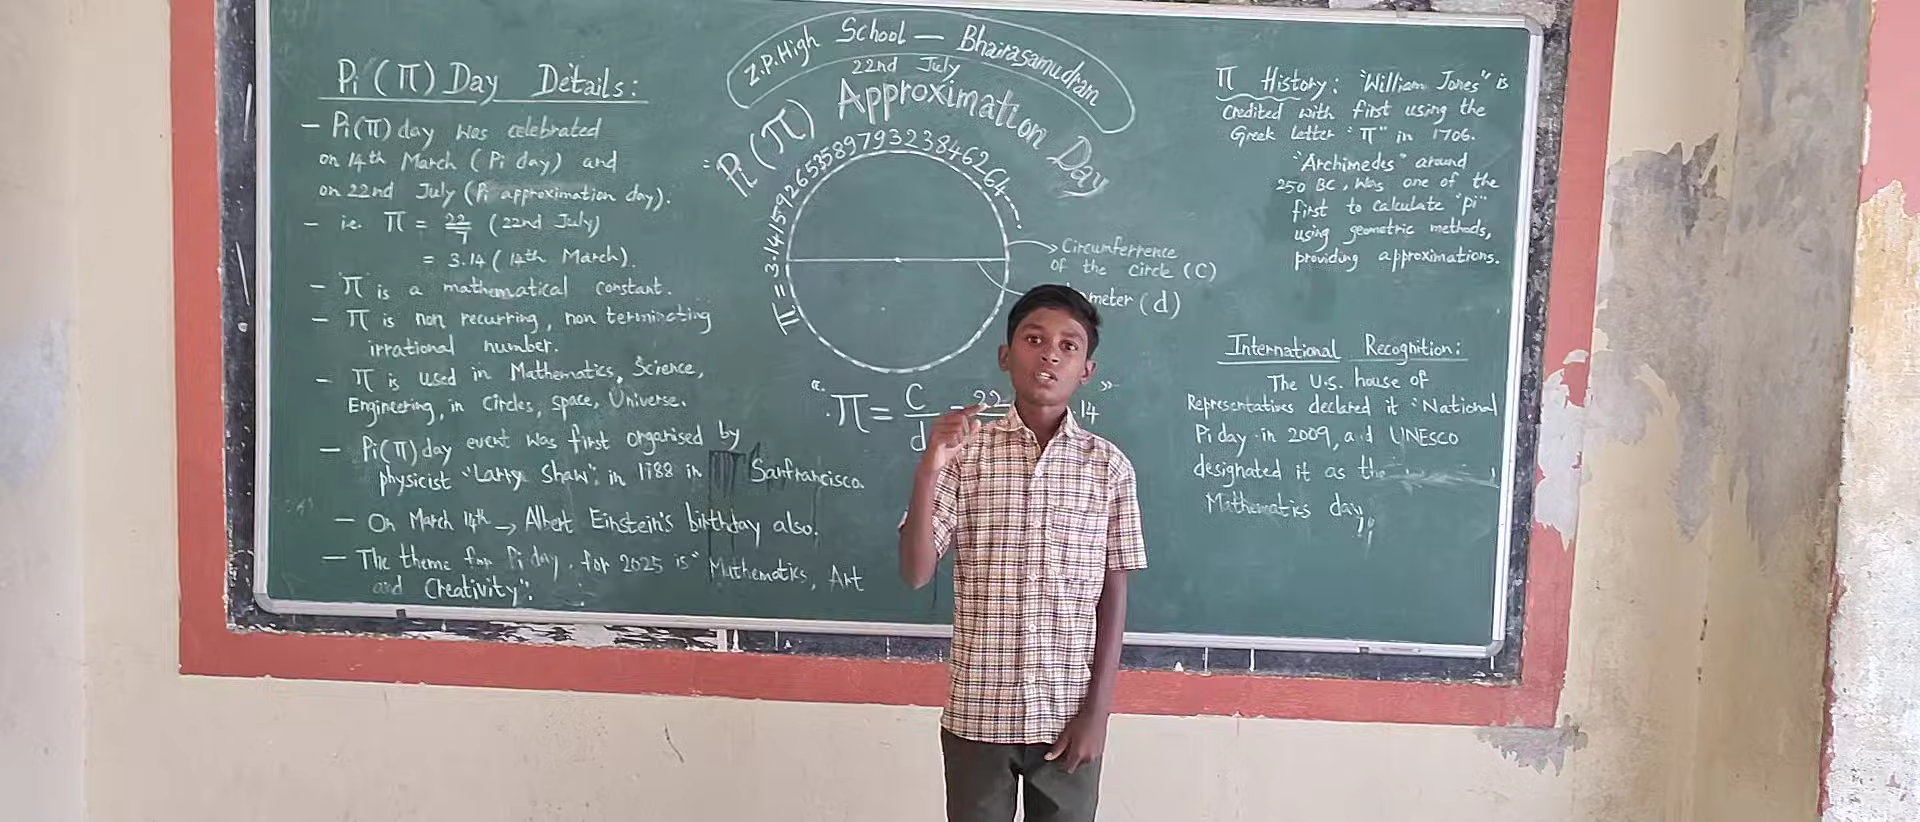 Z.P.High School — Bhairasamudram
22nd July
Pi (π) Approximation Day
π = 3.14159265358979323846264---
Circumferrence
of the circle (C)
meter (d)
" π = C/d = 22 .14 "
Pi (π) Day Details:
— Pi(π) day was celebrated
on 14th March (Pi day) and
on 22nd July (Pi approximation day).
— i.e. π = 22/7 (22nd July)
= 3.14 (14th March).
— π is a mathematical constant.
— π is non recurring, non terminating
irrational number.
— π is used in Mathematics, Science,
Engineering, in Circles, space, Universe.
— Pi(π) day event was first organised by
physicist "Larry Shaw" in 1188 in Sanfrancisco.
— On March 14th → Albert Einstein's birthday also.
— The theme for Pi day for 2025 is "Mathematics, Art
and Creativity".
π History: "William Jones" is
credited with first using the
Greek letter "π" in 1706.
"Archimedes" around
250 BC, was one of the
first to calculate "pi"
using geometric methods,
providing approximations.
International Recognition:
The U.S. house of
Representatives declared it "National
Pi day in 2009, and UNESCO
designated it as the
Mathematics day